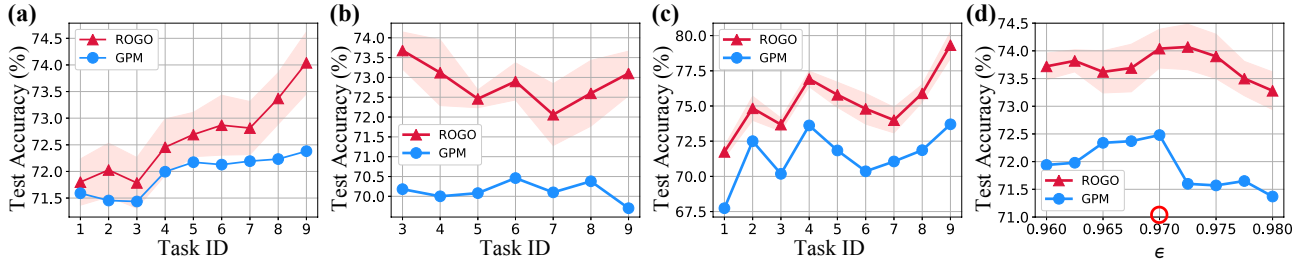 (a)
Test Accuracy (%)
74.5
74.0
73.5
73.0
72.5
72.0
71.5
ROGO
GPM
1 2 3 4 5 6 7 8 9
Task ID
(b)
Test Accuracy (%)
74.0
73.5
73.0
72.5
72.0
71.5
71.0
70.5
70.0
ROGO
GPM
3 4 5 6 7 8 9
Task ID
(c)
Test Accuracy (%)
80.0
77.5
75.0
72.5
70.0
67.5
ROGO
GPM
1 2 3 4 5 6 7 8 9
Task ID
(d)
Test Accuracy (%)
74.5
74.0
73.5
73.0
72.5
72.0
71.5
71.0
ROGO
GPM
0.960 0.965 0.970 0.975 0.980
ϵ